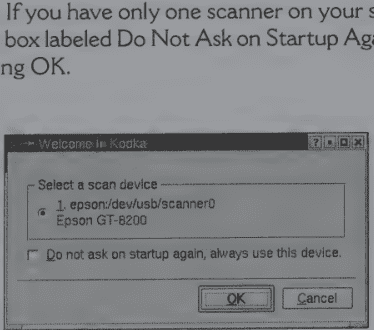 If you have only one scanner on your s
box labeled Do Not Ask on Startup Aga
ng OK.
Welcome to Kooka
Select a scan device
1. epson:/dev/usb/scanner0
Epson GT-8200
Do not ask on startup again, always use this device.
OK Cancel